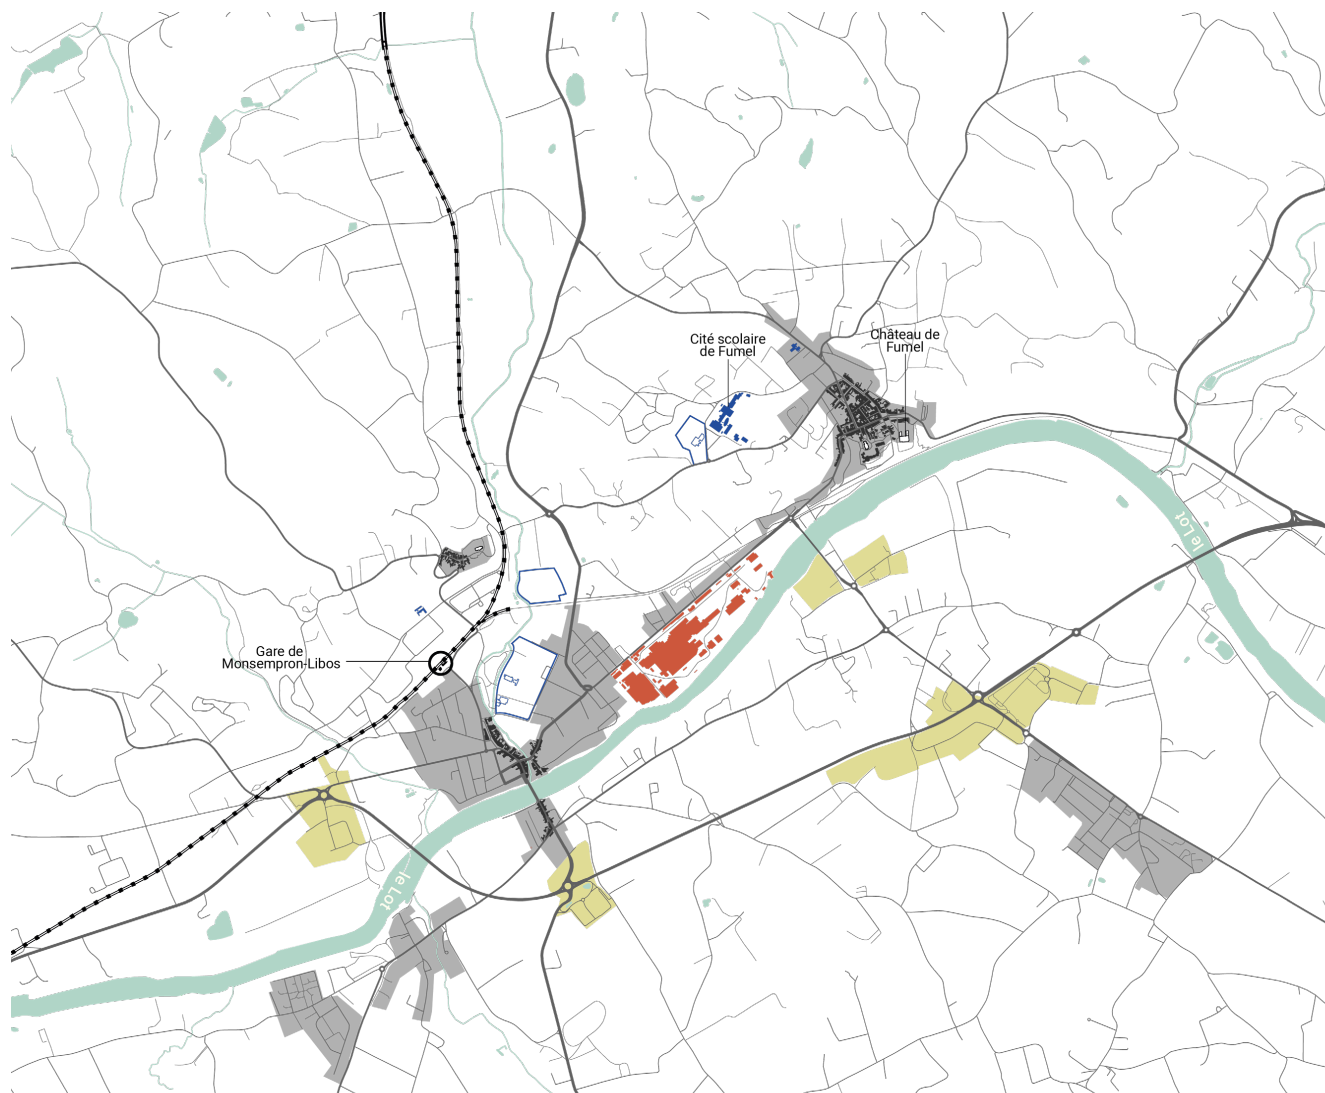 Cité scolaire
de Fumel
Château de
Fumel
le Lot
Gare de
Monsempron-Libos
le Lot